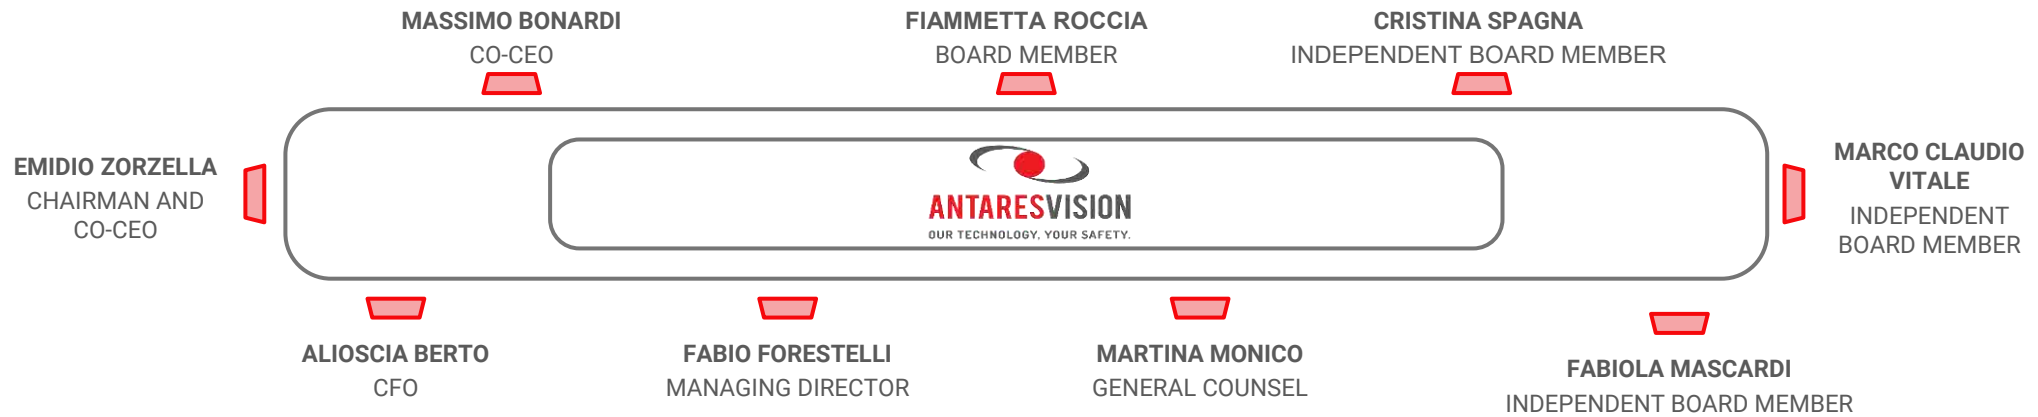 MASSIMO BONARDI
CO-CEO
FIAMMETTA ROCCIA
BOARD MEMBER
CRISTINA SPAGNA
INDEPENDENT BOARD MEMBER
EMIDIO ZORZELLA
CHAIRMAN AND
CO-CEO
ANTARESVISION
OUR TECHNOLOGY, YOUR SAFETY.
MARCO CLAUDIO
VITALE
INDEPENDENT
BOARD MEMBER
ALIOSCIA BERTO
CFO
FABIO FORESTELLI
MANAGING DIRECTOR
MARTINA MONICO
GENERAL COUNSEL
FABIOLA MASCARDI
INDEPENDENT BOARD MEMBER